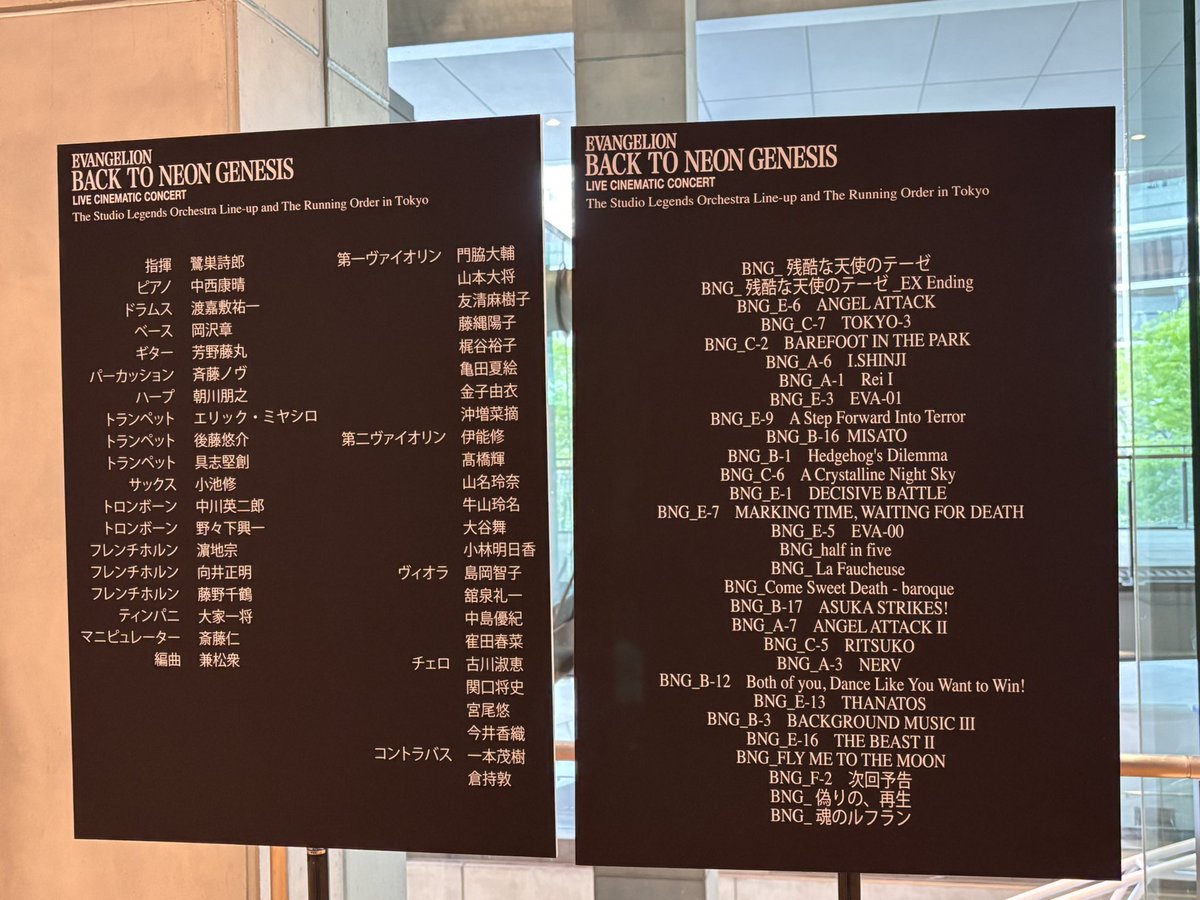 EVANGELION
BACK TO NEON GENESIS
LIVE CINEMATIC CONCERT
The Studio Legends Orchestra Line-up and The Running Order in Tokyo
指揮 鷺巣詩郎
ピアノ 中西康晴
ドラムス 渡嘉敷祐一
ベース 岡沢章
ギター 芳野藤丸
パーカッション 斉藤ノヴ
ハープ 朝川朋之
トランペット エリック・ミヤシロ
トランペット 後藤悠介
トランペット 具志堅創
サックス 小池修
トロンボーン 中川英二郎
トロンボーン 野々下興一
フレンチホルン 濵地宗
フレンチホルン 向井正明
フレンチホルン 藤野千鶴
ティンパニ 大家一将
マニピュレーター 斎藤仁
編曲 兼松衆
第一ヴァイオリン 門脇大輔
山本大将
友清麻樹子
藤縄陽子
梶谷裕子
亀田夏絵
金子由衣
沖増菜摘
第二ヴァイオリン 伊能修
髙橋輝
山名玲奈
牛山玲名
大谷舞
小林明日香
ヴィオラ 島岡智子
舘泉礼一
中島優紀
萑田春菜
チェロ 古川淑恵
関口将史
宮尾悠
今井香織
コントラバス 一本茂樹
倉持敦
EVANGELION
BACK TO NEON GENESIS
LIVE CINEMATIC CONCERT
The Studio Legends Orchestra Line-up and The Running Order in Tokyo
BNG_ 残酷な天使のテーゼ
BNG_ 残酷な天使のテーゼ _EX Ending
BNG_E-6 ANGEL ATTACK
BNG_C-7 TOKYO-3
BNG_C-2 BAREFOOT IN THE PARK
BNG_A-6 I.SHINJI
BNG_A-1 Rei I
BNG_E-3 EVA-01
BNG_E-9 A Step Forward Into Terror
BNG_B-16 MISATO
BNG_B-1 Hedgehog's Dilemma
BNG_C-6 A Crystalline Night Sky
BNG_E-1 DECISIVE BATTLE
BNG_E-7 MARKING TIME, WAITING FOR DEATH
BNG_E-5 EVA-00
BNG_half in five
BNG_ La Faucheuse
BNG_Come Sweet Death - baroque
BNG_B-17 ASUKA STRIKES!
BNG_A-7 ANGEL ATTACK II
BNG_C-5 RITSUKO
BNG_A-3 NERV
BNG_B-12 Both of you, Dance Like You Want to Win!
BNG_E-13 THANATOS
BNG_B-3 BACKGROUND MUSIC III
BNG_E-16 THE BEAST II
BNG_FLY ME TO THE MOON
BNG_F-2 次回予告
BNG_ 偽りの、再生
BNG_ 魂のルフラン